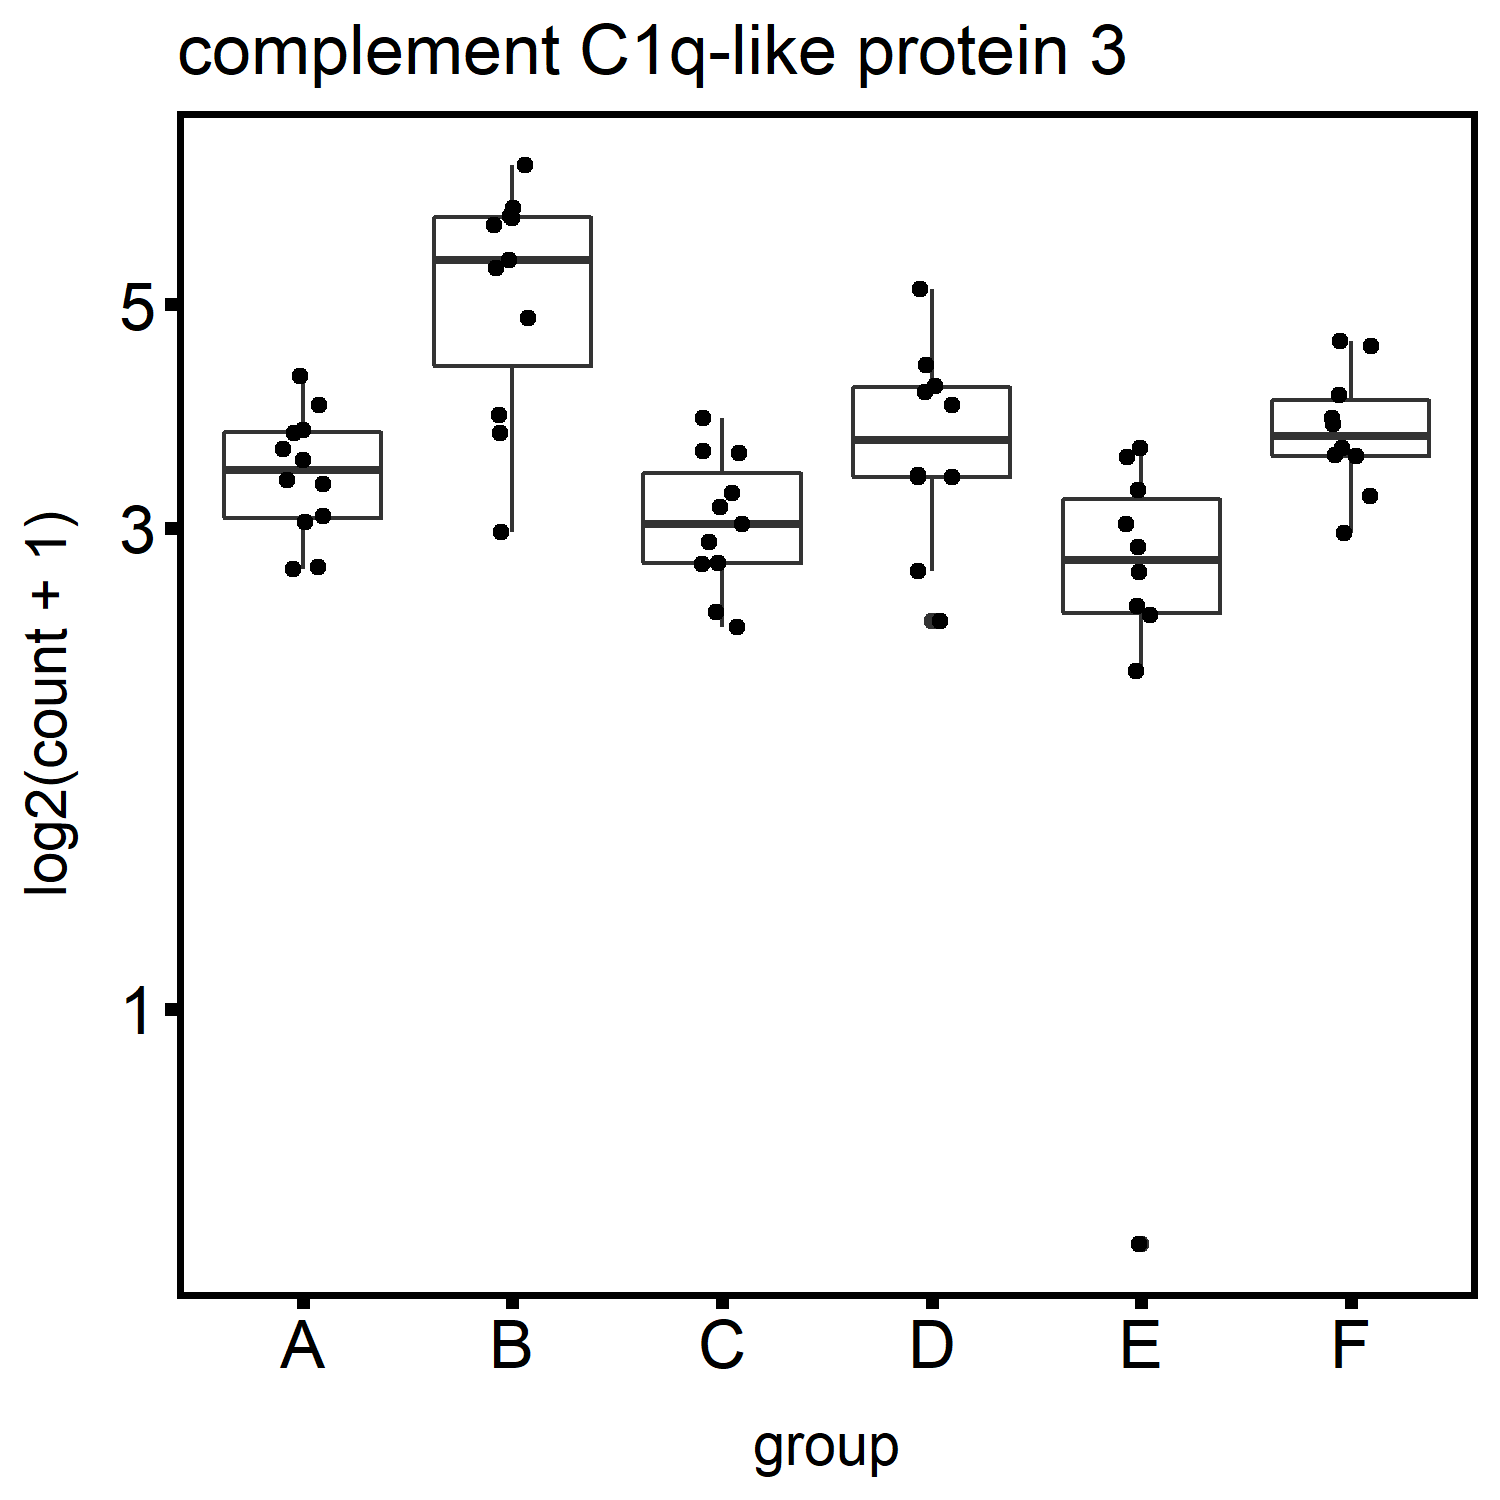 complement C1q-like protein 3
log2(count + 1)
5
3
1
A B C D E F
group